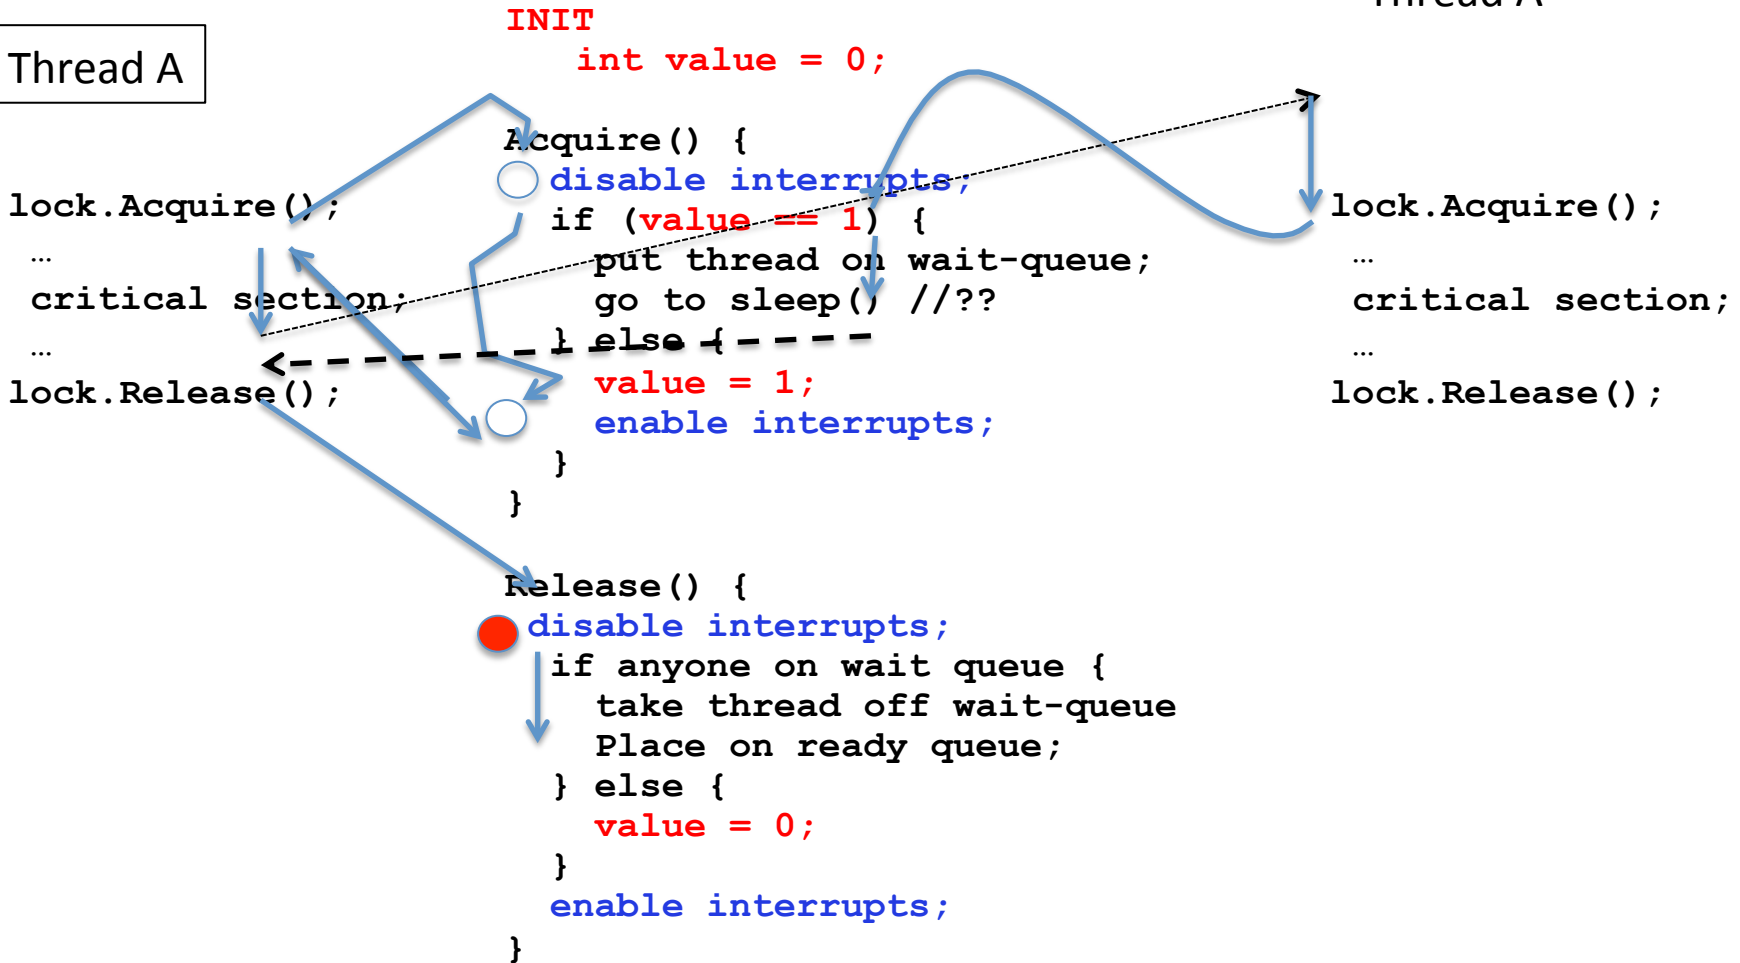 Thread A
INIT
int value = 0;
Thread A
Acquire() {
disable interrupts;
if (value == 1) {
put thread on wait-queue;
go to sleep() //??
} else {
value = 1;
enable interrupts;
}
}
Release() {
disable interrupts;
if anyone on wait queue {
take thread off wait-queue
Place on ready queue;
} else {
value = 0;
}
enable interrupts;
}
lock.Acquire();
…
critical section;
…
lock.Release();
lock.Acquire();
…
critical section;
…
lock.Release();